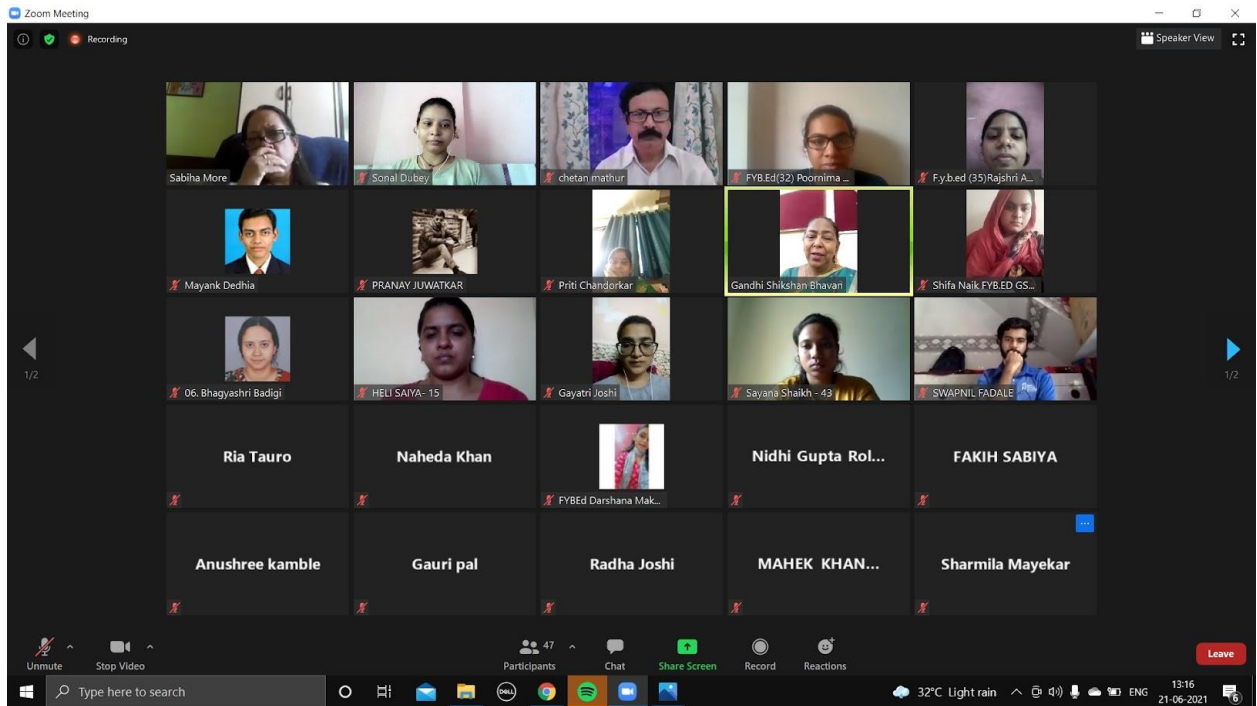 Zoom Meeting
Recording
Speaker View
Sabiha More
Sonal Dubey
chetan mathur
FYB.Ed(32) Poornima ...
F.y.b.ed (35)Rajshri A...
Mayank Dedhia
PRANAY JUWATKAR
Priti Chandorkar
Gandhi Shikshan Bhavan
Shifa Naik FYB.ED GS...
1/2
1/2
06. Bhagyashri Badigi
HELI SAIYA- 15
Gayatri Joshi
Sayana Shaikh - 43
SWAPNIL FADALE
Ria Tauro
Naheda Khan
FYBEd Darshana Mak...
Nidhi Gupta Rol...
FAKIH SABIYA
Anushree kamble
Gauri pal
Radha Joshi
MAHEK KHAN...
Sharmila Mayekar
Unmute
Stop Video
47
Participants
Chat
Share Screen
Record
Reactions
Leave
Type here to search
DELL
32°C Light rain
ENG
13:16
21-06-2021
6